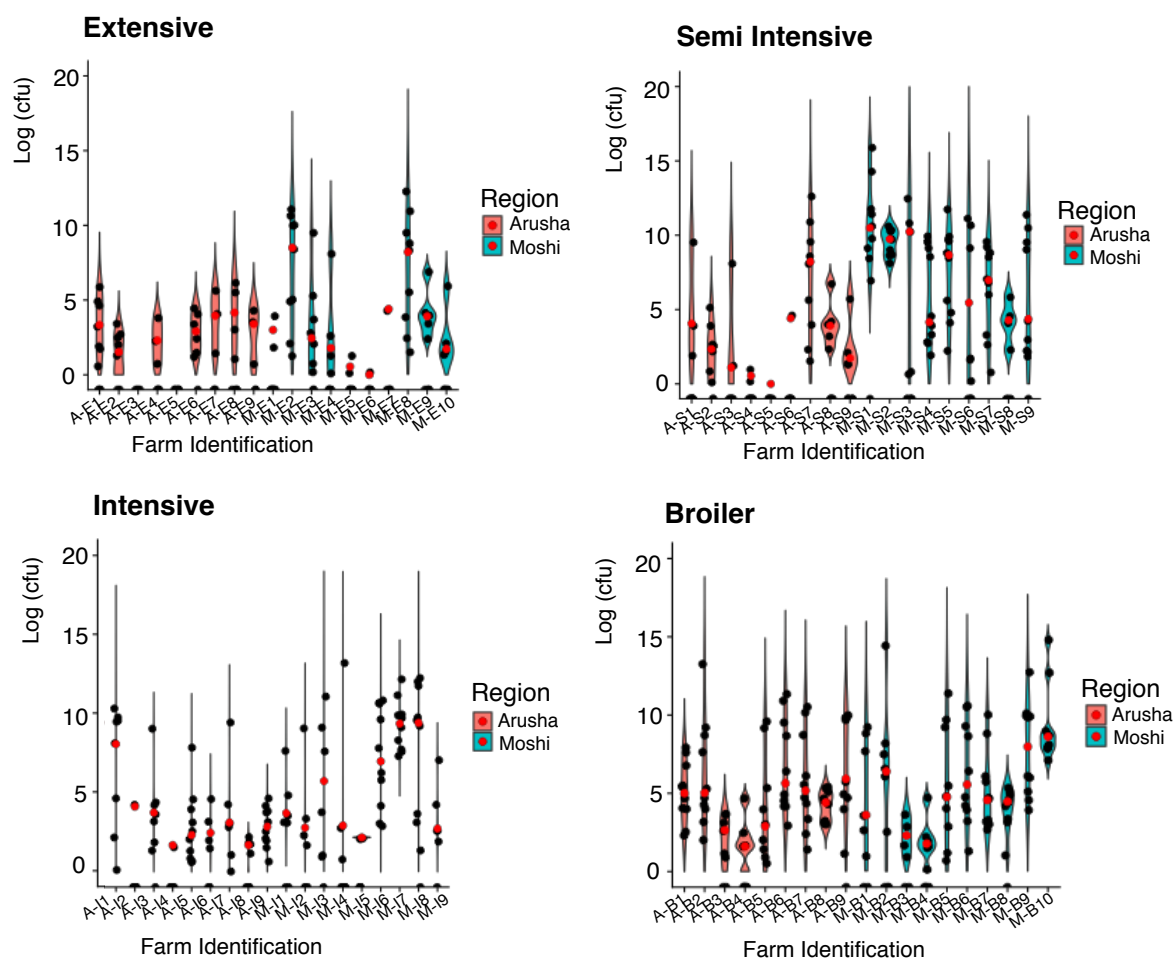 Extensive
Log (cfu)
20
15
10
5
0
A-E1 A-E2 A-E3 A-E4 A-E5 A-E6 A-E7 A-E8 A-E9 M-E1 M-E2 M-E3 M-E4 M-E5 M-E6 M-E7 M-E8 M-E9 M-E10
Farm Identification
Region
Arusha
Moshi
Semi Intensive
Log (cfu)
20
15
10
5
0
A-S1 A-S2 A-S3 A-S4 A-S5 A-S6 A-S7 A-S8 A-S9 M-S1 M-S2 M-S3 M-S4 M-S5 M-S6 M-S7 M-S8 M-S9
Farm Identification
Region
Arusha
Moshi
Intensive
Log (cfu)
20
15
10
5
0
A-I1 A-I2 A-I3 A-I4 A-I5 A-I6 A-I7 A-I8 A-I9 M-I1 M-I2 M-I3 M-I4 M-I5 M-I6 M-I7 M-I8 M-I9
Farm Identification
Region
Arusha
Moshi
Broiler
Log (cfu)
20
15
10
5
0
A-B1 A-B2 A-B3 A-B4 A-B5 A-B6 A-B7 A-B8 A-B9 M-B1 M-B2 M-B3 M-B4 M-B5 M-B6 M-B7 M-B8 M-B9 M-B10
Farm Identification
Region
Arusha
Moshi